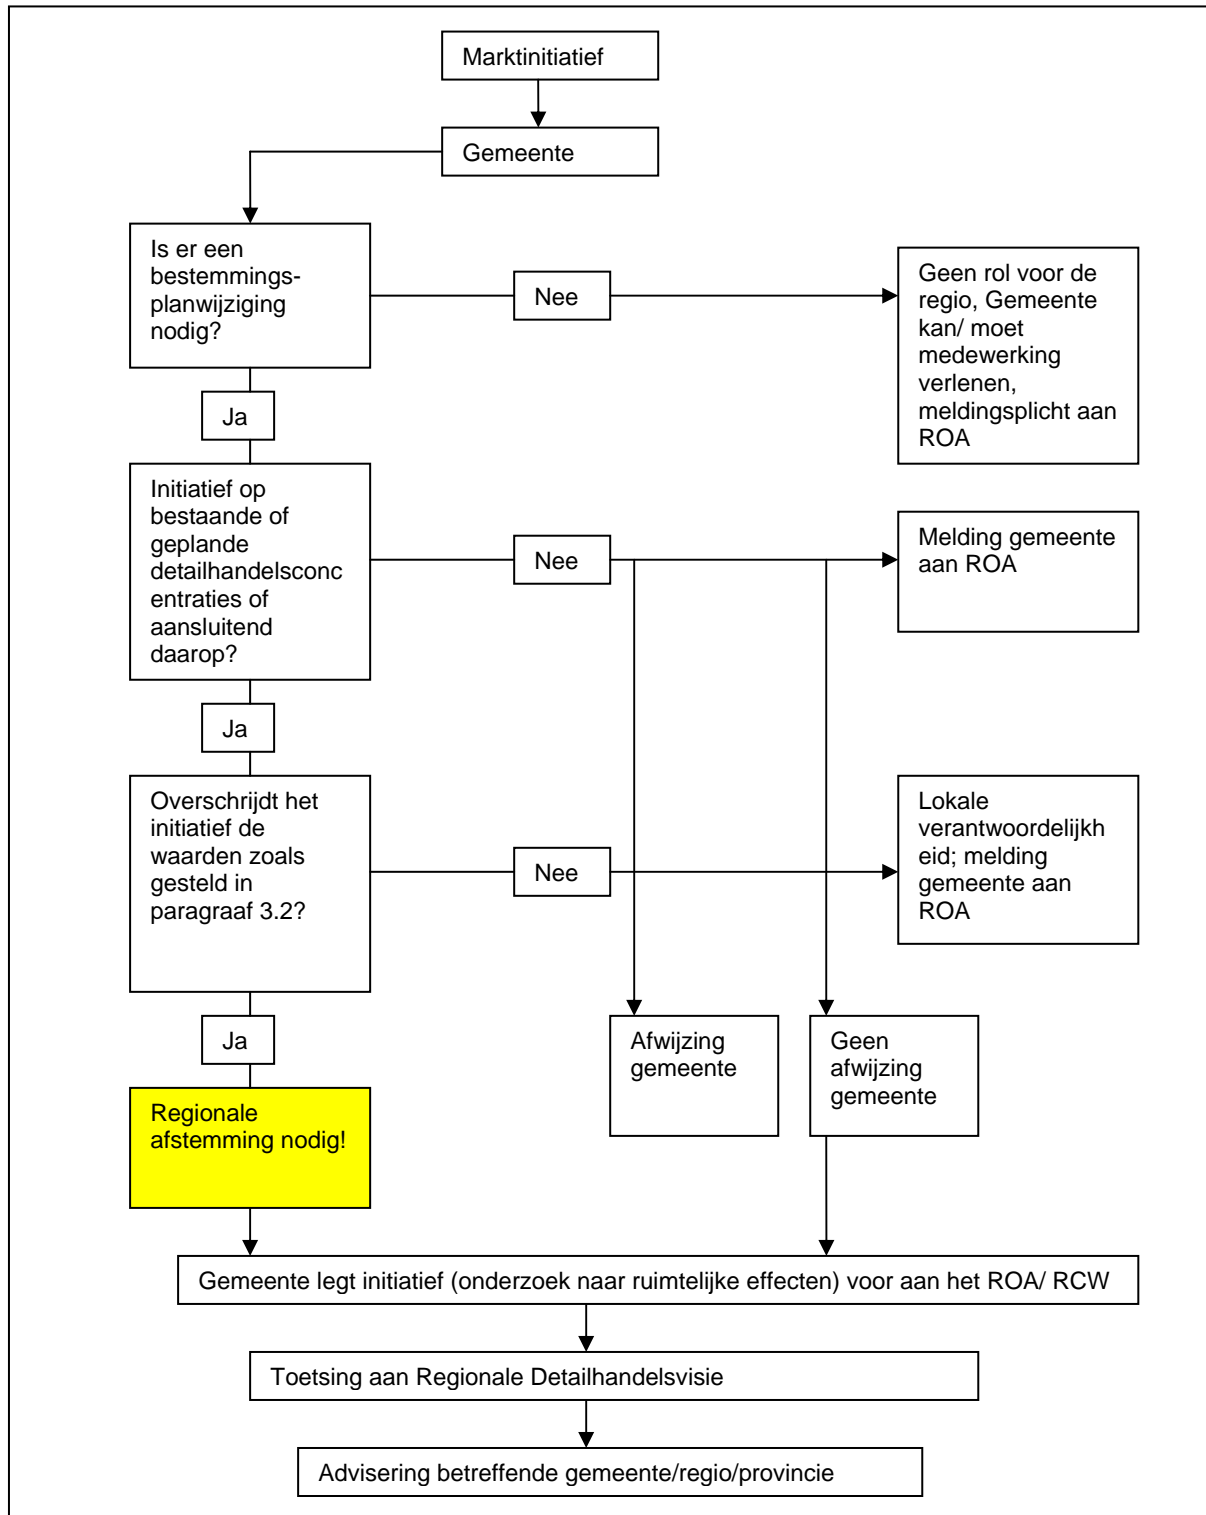 Marktinitiatief
Gemeente
Is er een
bestemmings-
planwijziging
nodig?
Nee
Geen rol voor de
regio, Gemeente
kan/ moet
medewerking
verlenen,
meldingsplicht aan
ROA
Ja
Initiatief op
bestaande of
geplande
detailhandelsconc
entraties of
aansluitend
daarop?
Nee
Melding gemeente
aan ROA
Ja
Overschrijdt het
initiatief de
waarden zoals
gesteld in
paragraaf 3.2?
Nee
Lokale
verantwoordelijkh
eid; melding
gemeente aan
ROA
Ja
Afwijzing
gemeente
Geen
afwijzing
gemeente
Regionale
afstemming nodig!
Gemeente legt initiatief (onderzoek naar ruimtelijke effecten) voor aan het ROA/ RCW
Toetsing aan Regionale Detailhandelsvisie
Advisering betreffende gemeente/regio/provincie